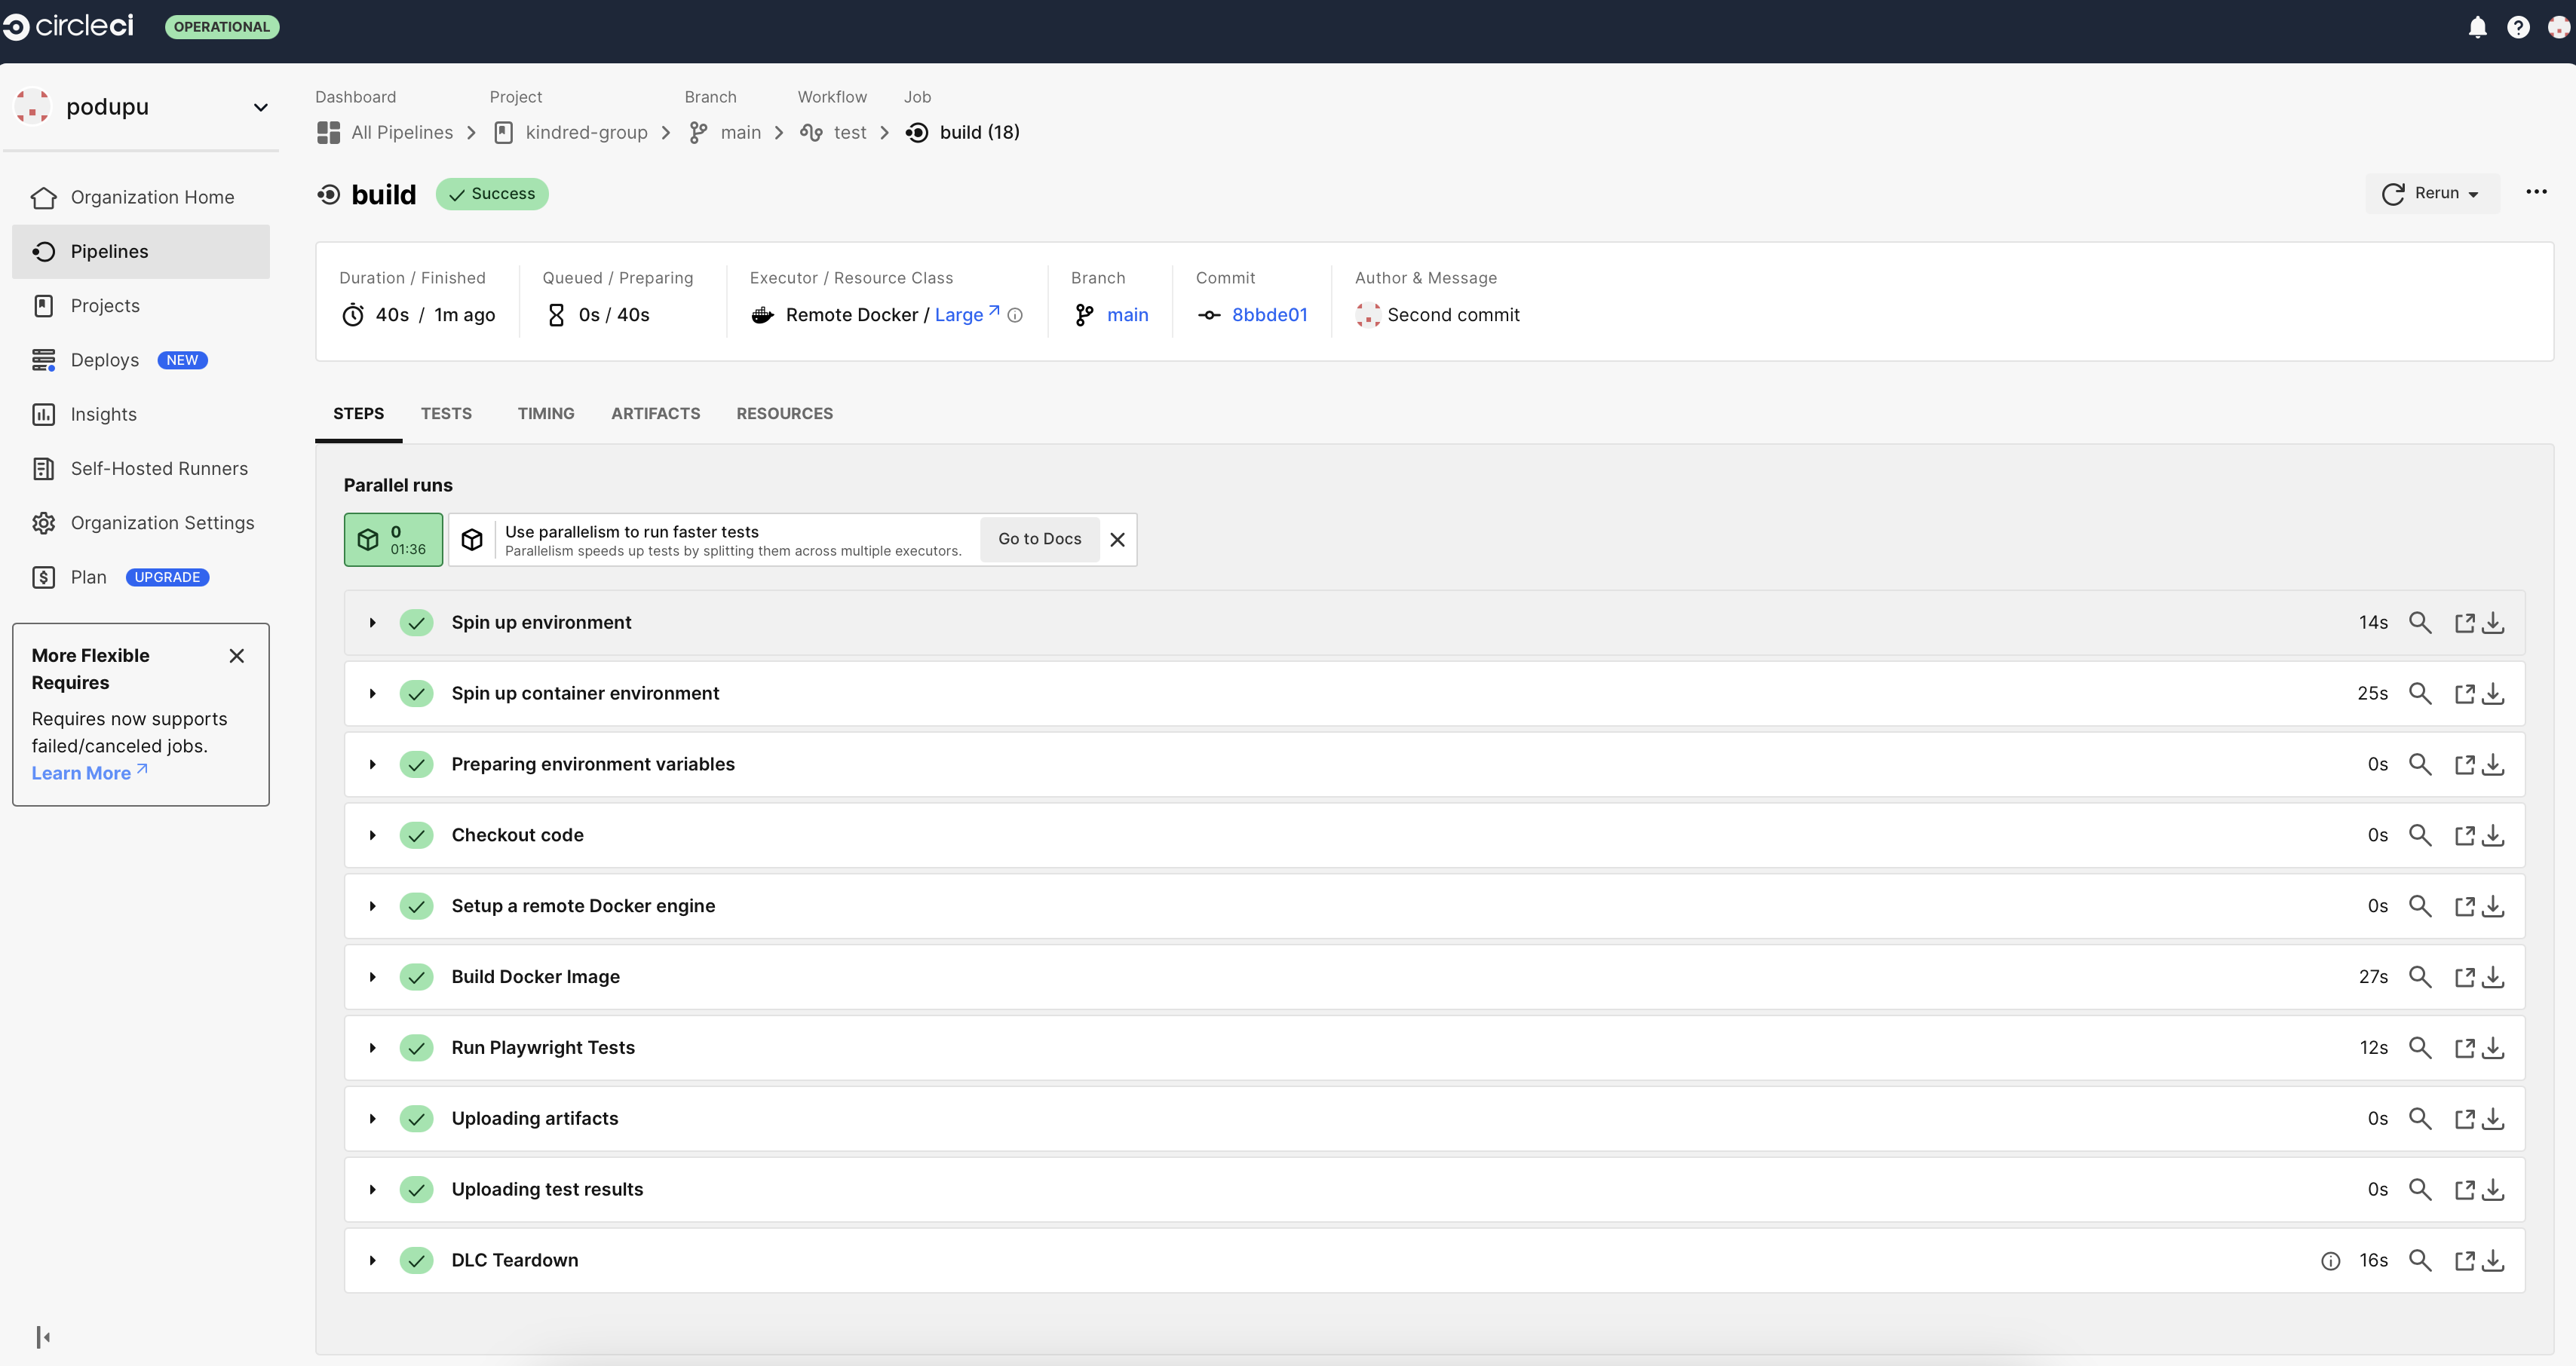 circleci OPERATIONAL
podupu
Organization Home
Pipelines
Projects
Deploys NEW
Insights
Self-Hosted Runners
Organization Settings
Plan UPGRADE
More Flexible
Requires
Requires now supports
failed/canceled jobs.
Learn More
Dashboard Project Branch Workflow Job
All Pipelines kindred-group main test build (18)
build Success
Rerun
Duration / Finished Queued / Preparing Executor / Resource Class Branch Commit Author & Message
40s / 1m ago 0s / 40s Remote Docker / Large main 8bbde01 Second commit
STEPS TESTS TIMING ARTIFACTS RESOURCES
Parallel runs
0
01:36
Use parallelism to run faster tests
Parallelism speeds up tests by splitting them across multiple executors.
Go to Docs
Spin up environment 14s
Spin up container environment 25s
Preparing environment variables 0s
Checkout code 0s
Setup a remote Docker engine 0s
Build Docker Image 27s
Run Playwright Tests 12s
Uploading artifacts 0s
Uploading test results 0s
DLC Teardown 16s